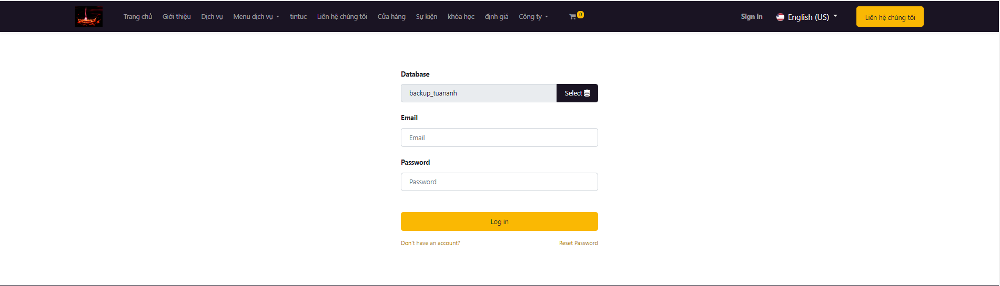 Trang chủ Giới thiệu Dịch vụ Menu dịch vụ tintuc Liên hệ chúng tôi Cửa hàng Sự kiện khóa học định giá Công ty 0 Sign in English (US) Liên hệ chúng tôi
Database
backup_tuananh Select
Email
Email
Password
Password
Log in
Don't have an account? Reset Password